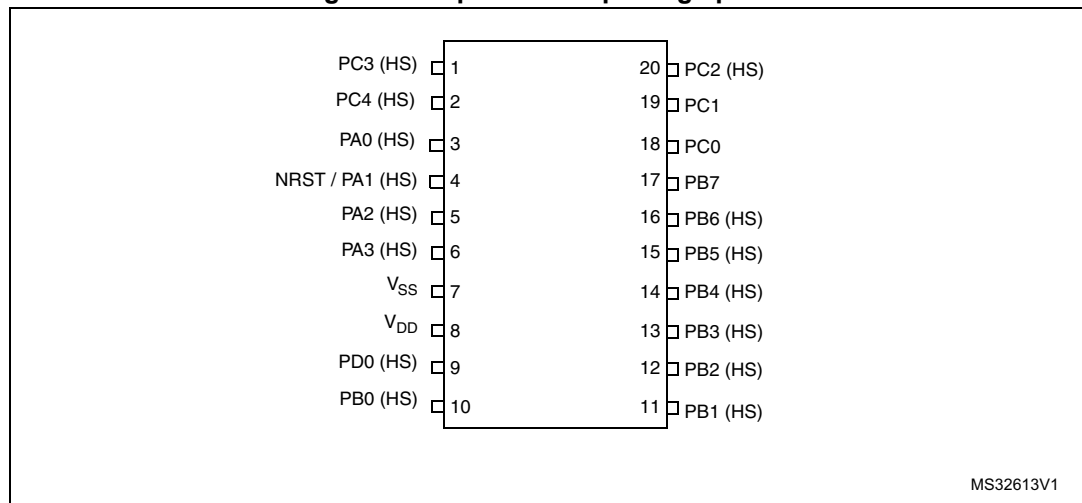 PC3 (HS) 1 20 PC2 (HS)
PC4 (HS) 2 19 PC1
PA0 (HS) 3 18 PC0
NRST / PA1 (HS) 4 17 PB7
PA2 (HS) 5 16 PB6 (HS)
PA3 (HS) 6 15 PB5 (HS)
VSS 7 14 PB4 (HS)
VDD 8 13 PB3 (HS)
PD0 (HS) 9 12 PB2 (HS)
PB0 (HS) 10 11 PB1 (HS)
MS32613V1